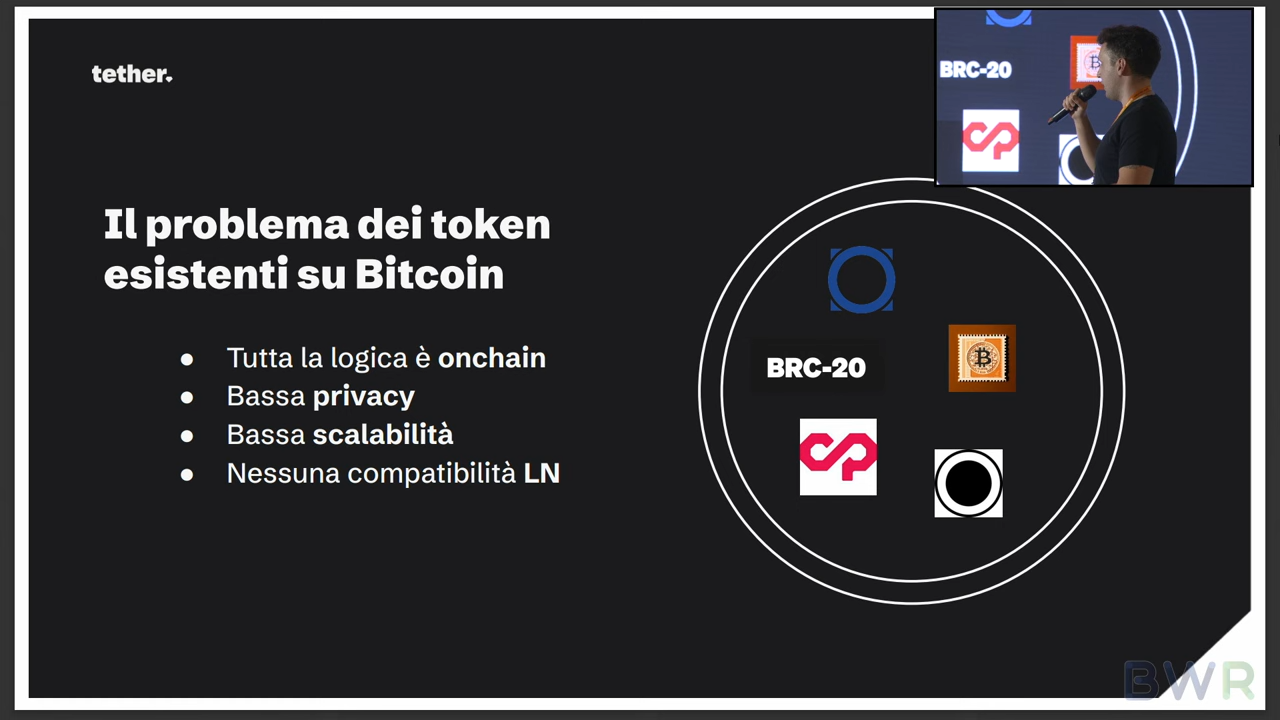 tether.
Il problema dei token
esistenti su Bitcoin
● Tutta la logica è onchain
● Bassa privacy
● Bassa scalabilità
● Nessuna compatibilità LN
BRC-20
BRC-20
BWR